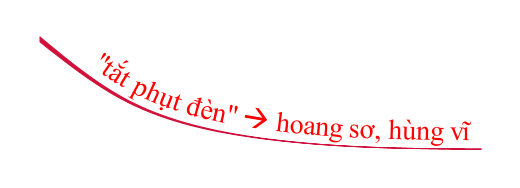 "tắt phụt đèn" → hoang sơ, hùng vĩ